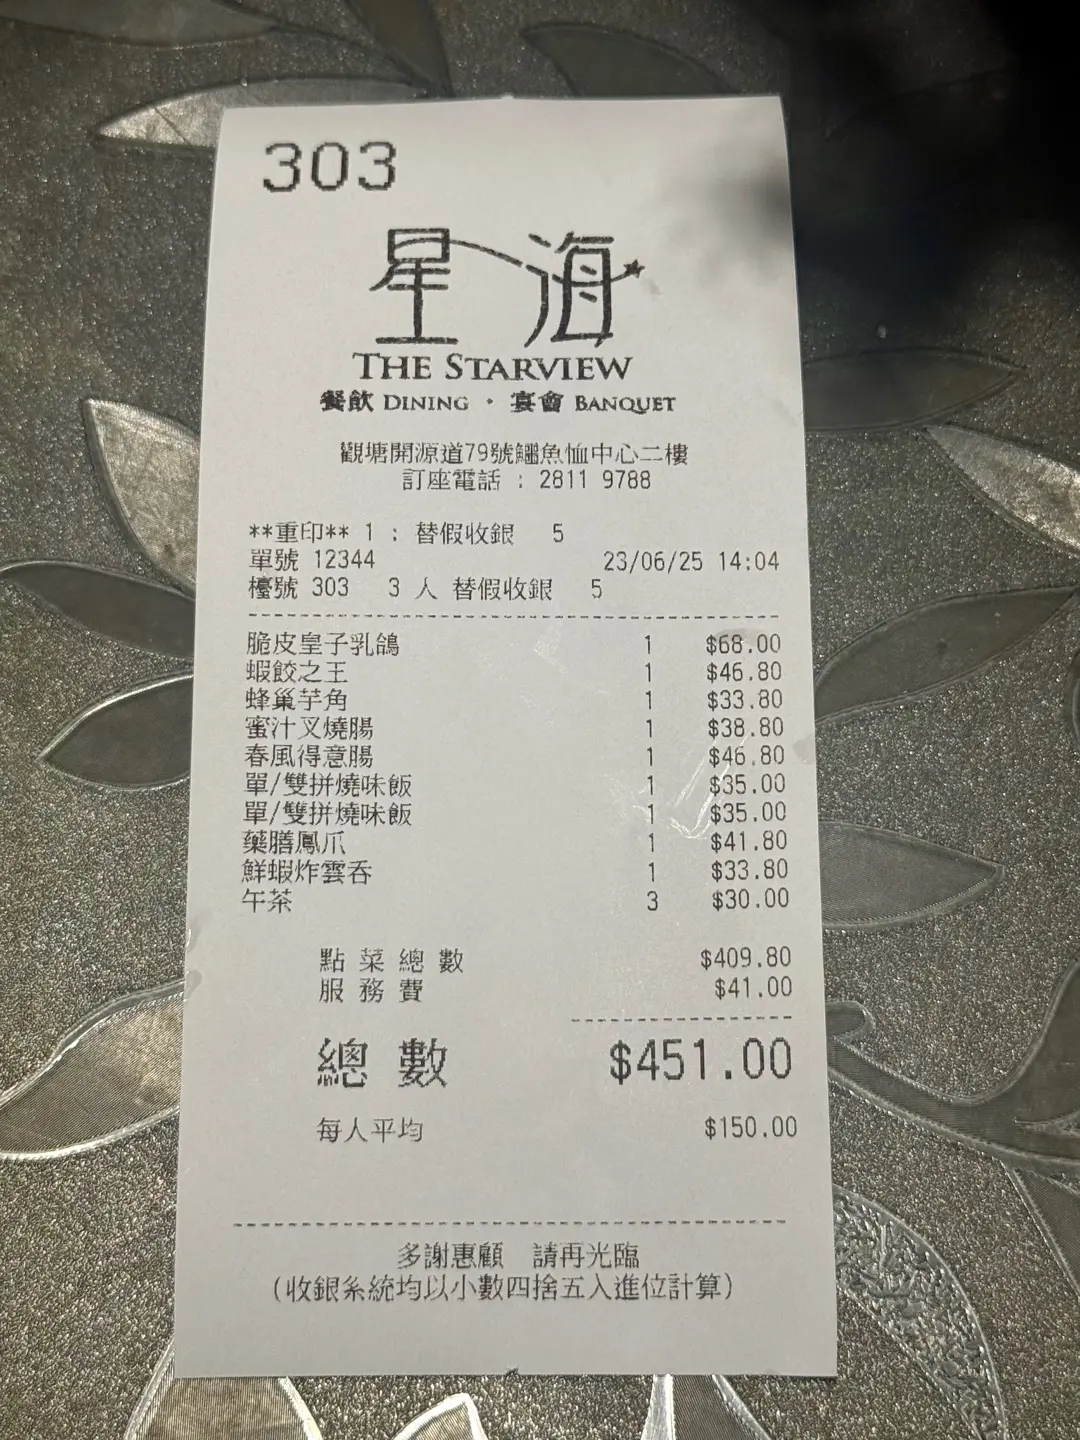 303
星海
THE STARVIEW
餐飲 DINING · 宴會 BANQUET
觀塘開源道79號鱷魚恤中心二樓
訂座電話 : 2811 9788
**重印** 1 : 替假收銀 5
單號 12344 23/06/25 14:04
檯號 303 3 人 替假收銀 5
脆皮皇子乳鴿 1 $68.00
蝦餃之王 1 $46.80
蜂巢芋角 1 $33.80
蜜汁叉燒腸 1 $38.80
春風得意腸 1 $46.80
單/雙拼燒味飯 1 $35.00
單/雙拼燒味飯 1 $35.00
藥膳鳳爪 1 $41.80
鮮蝦炸雲吞 1 $33.80
午茶 3 $30.00
點菜總數 $409.80
服務費 $41.00
總數 $451.00
每人平均 $150.00
多謝惠顧 請再光臨
(收銀系統均以小數四捨五入進位計算)